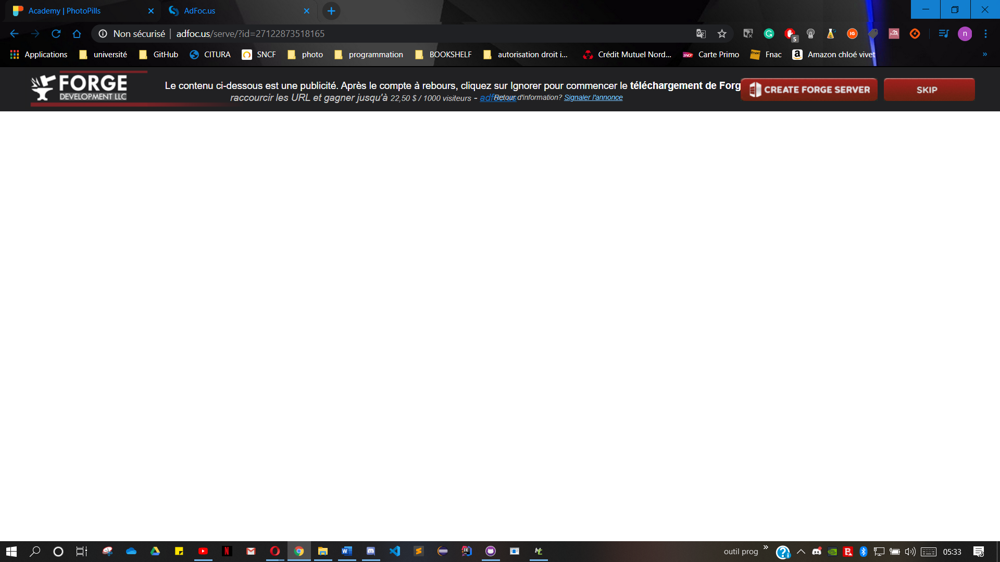 Academy | PhotoPills
AdFoc.us
Non sécurisé | adfoc.us/serve/?id=27122873518165
5
n
Applications université GitHub CITURA SNCF photo programmation BOOKSHELF autorisation droit i... Crédit Mutuel Nord... Carte Primo Fnac Amazon chloé vivet »
FORGE
DEVELOPMENT LLC
Le contenu ci-dessous est une publicité. Après le compte à rebours, cliquez sur Ignorer pour commencer le téléchargement de Forg
raccourcir les URL et gagner jusqu'à 22,50 $ / 1000 visiteurs - adfoc.us
Retour d'information? Signaler l'annonce
CREATE FORGE SERVER
SKIP
outil prog » 05:33